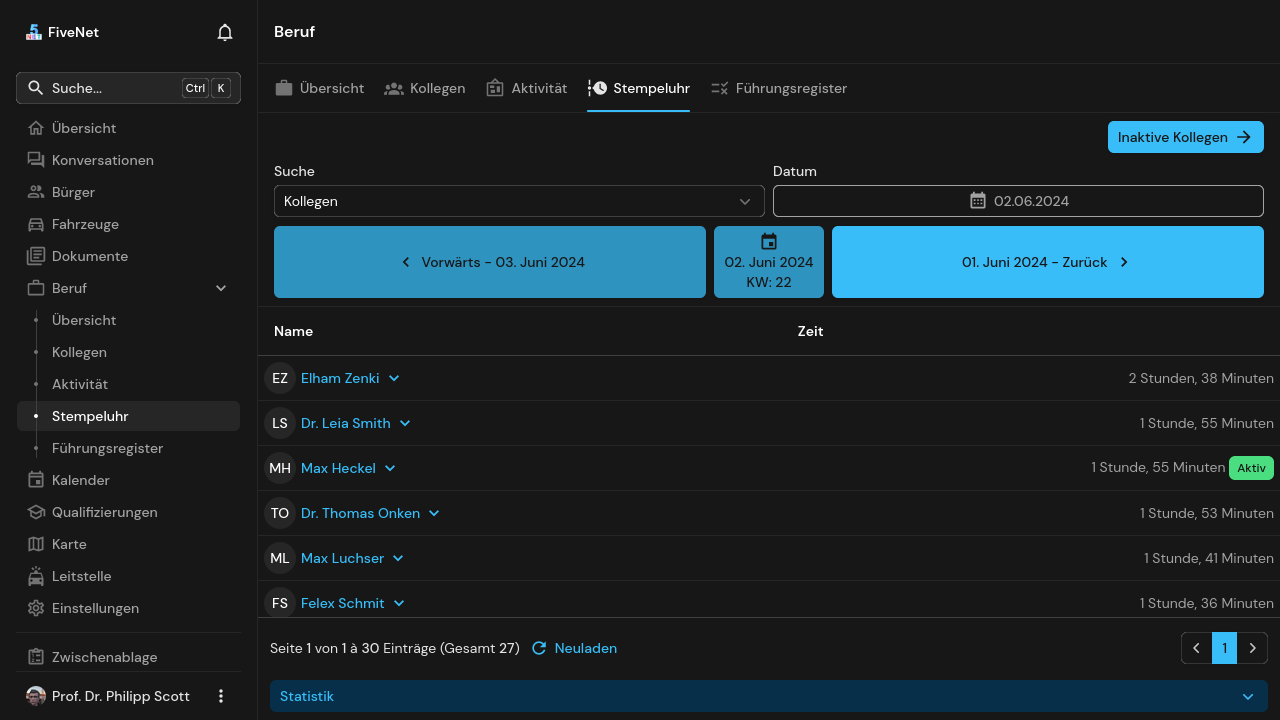 FiveNet
Suche...
Ctrl K
Übersicht
Konversationen
Bürger
Fahrzeuge
Dokumente
Beruf
Übersicht
Kollegen
Aktivität
Stempeluhr
Führungsregister
Kalender
Qualifizierungen
Karte
Leitstelle
Einstellungen
Zwischenablage
Prof. Dr. Philipp Scott
Beruf
Übersicht Kollegen Aktivität Stempeluhr Führungsregister
Inaktive Kollegen
Suche Datum
Kollegen 02.06.2024
Vorwärts - 03. Juni 2024
02. Juni 2024
KW: 22
01. Juni 2024 - Zurück
Name Zeit
EZ Elham Zenki 2 Stunden, 38 Minuten
LS Dr. Leia Smith 1 Stunde, 55 Minuten
MH Max Heckel 1 Stunde, 55 Minuten Aktiv
TO Dr. Thomas Onken 1 Stunde, 53 Minuten
ML Max Luchser 1 Stunde, 41 Minuten
FS Felex Schmit 1 Stunde, 36 Minuten
Seite 1 von 1 à 30 Einträge (Gesamt 27) Neuladen 1
Statistik